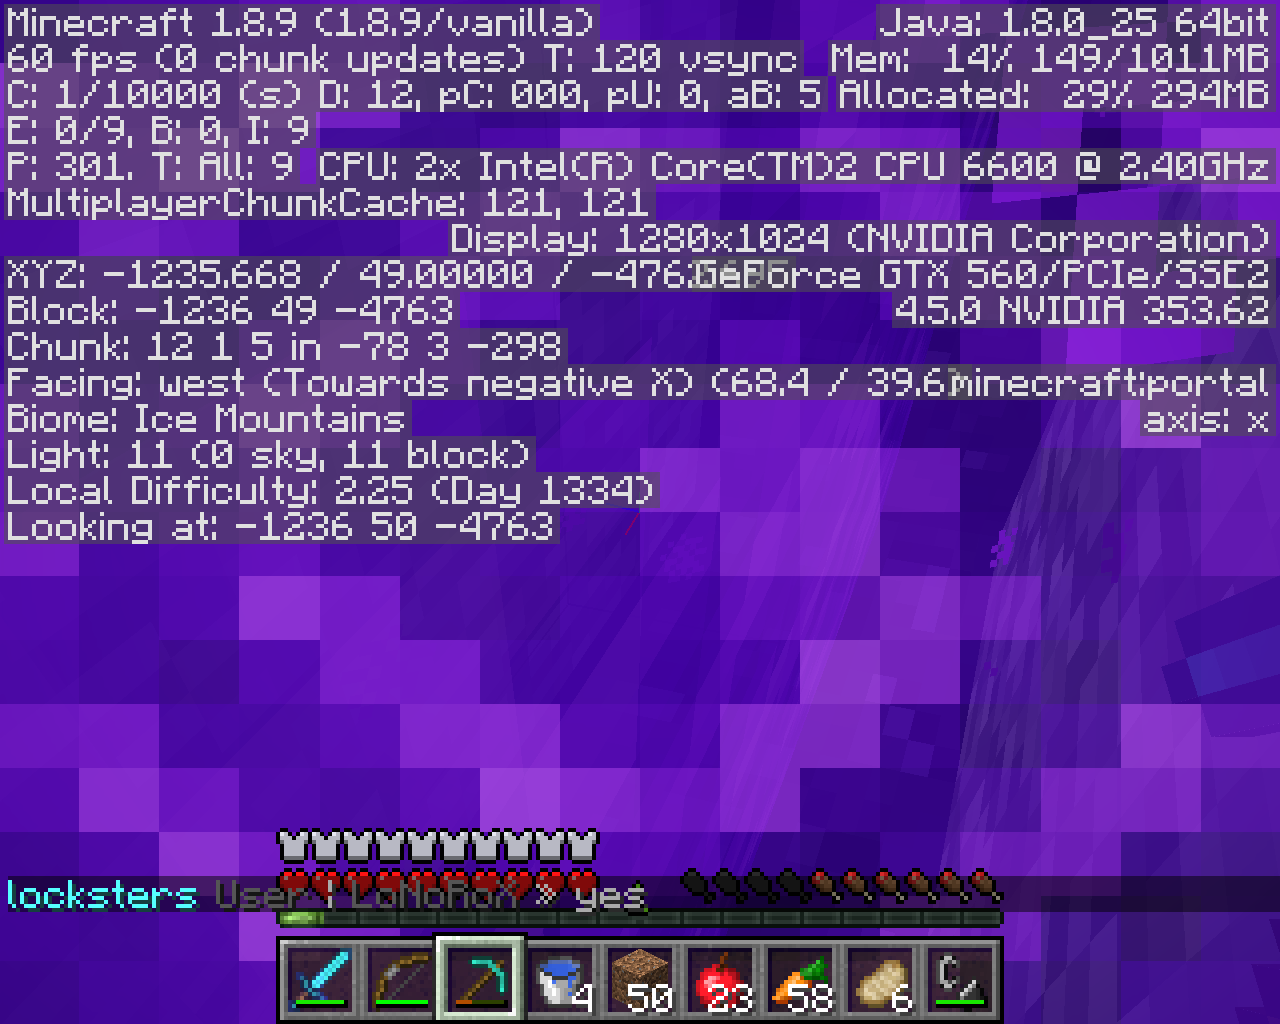 Minecraft 1.8.9 (1.8.9/vanilla)
Java: 1.8.0_25 64bit
60 fps (0 chunk updates) T: 120 vsync
Mem: 14% 149/1011MB
C: 1/10000 (s) D: 12, pC: 000, pU: 0, aB: 5
Allocated: 29% 294MB
E: 0/9, B: 0, I: 9
P: 301. T: All: 9
CPU: 2x Intel(R) Core(TM)2 CPU 6600 @ 2.40GHz
MultiplayerChunkCache: 121, 121
Display: 1280x1024 (NVIDIA Corporation)
XYZ: -1235.668 / 49.00000 / -476
GeForce GTX 560/PCIe/SSE2
Block: -1236 49 -4763
4.5.0 NVIDIA 353.62
Chunk: 12 1 5 in -78 3 -298
Facing: west (Towards negative X) (68.4 / 39.6
minecraft:portal
Biome: Ice Mountains
axis: x
Light: 11 (0 sky, 11 block)
Local Difficulty: 2.25 (Day 1334)
Looking at: -1236 50 -4763
locksters User | LoNoRoX » yes
4 50 23 58 6